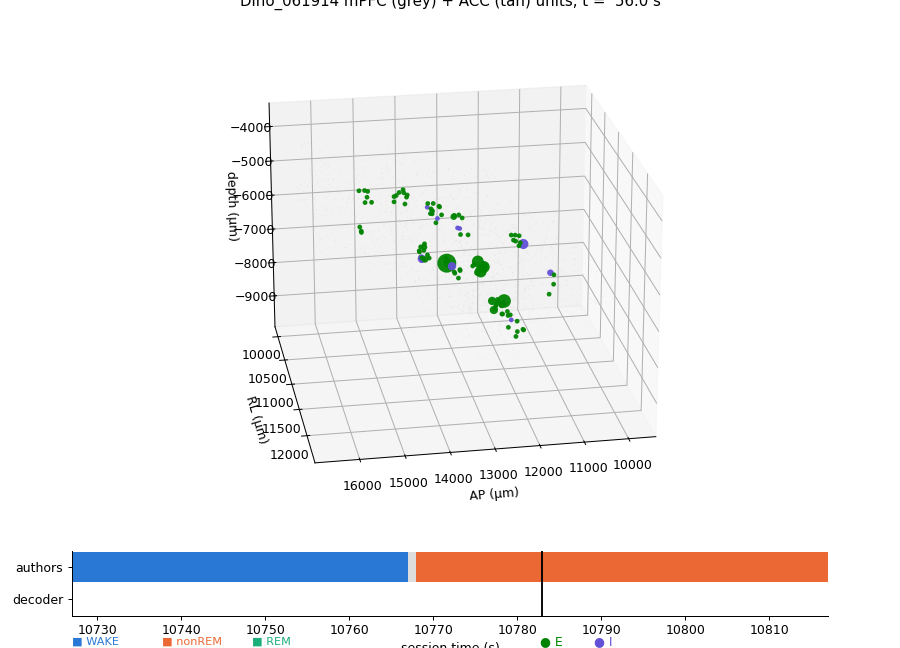 Dino_061914 mPFC (grey) + ACC (tan) units, t = 56.0 s
−4000
−5000
−6000
−7000
−8000
−9000
depth (μm)
10000
10500
11000
11500
12000
RL (μm)
16000 15000 14000 13000 12000 11000 10000
AP (μm)
authors
decoder
10730 10740 10750 10760 10770 10780 10790 10800 10810
session time (s)
WAKE nonREM REM E I